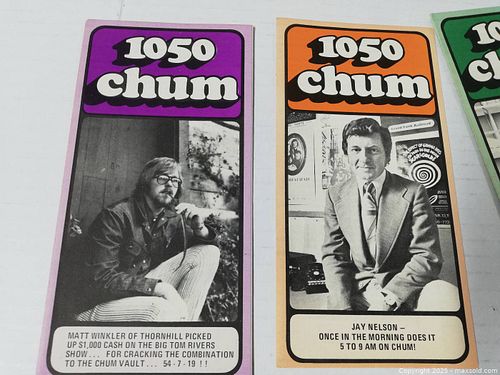 1050
chum
MATT WINKLER OF THORNHILL PICKED
UP $1,000 CASH ON THE BIG TOM RIVERS
SHOW... FOR CRACKING THE COMBINATION
TO THE CHUM VAULT... 54-7-19!!
1050
chum
JAY NELSON –
ONCE IN THE MORNING DOES IT
5 TO 9 AM ON CHUM!
10
ch
Copyright 2025 - maxsold.com